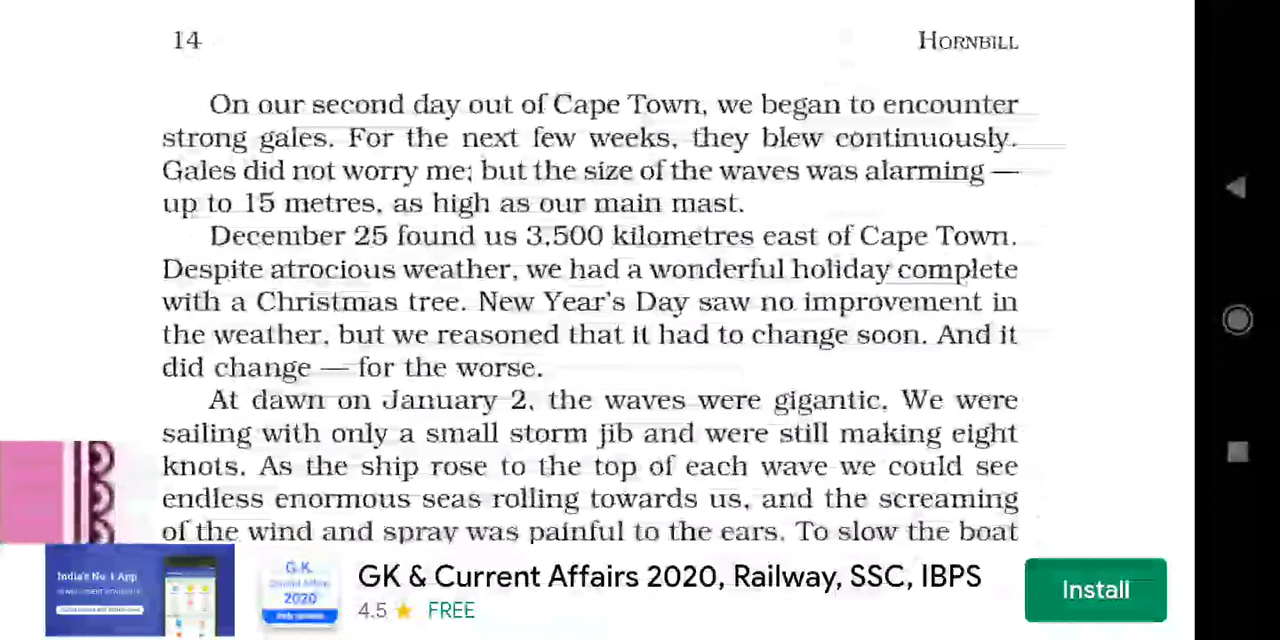 14
HORNBILL
On our second day out of Cape Town, we began to encounter
strong gales. For the next few weeks, they blew continuously.
Gales did not worry me; but the size of the waves was alarming —
up to 15 metres, as high as our main mast.
December 25 found us 3,500 kilometres east of Cape Town.
Despite atrocious weather, we had a wonderful holiday complete
with a Christmas tree. New Year's Day saw no improvement in
the weather, but we reasoned that it had to change soon. And it
did change — for the worse.
At dawn on January 2, the waves were gigantic. We were
sailing with only a small storm jib and were still making eight
knots. As the ship rose to the top of each wave we could see
endless enormous seas rolling towards us, and the screaming
of the wind and spray was painful to the ears. To slow the boat
India's No.1 App
G.K.
Current Affairs
2020
GK & Current Affairs 2020, Railway, SSC, IBPS
4.5 ★ FREE
Install